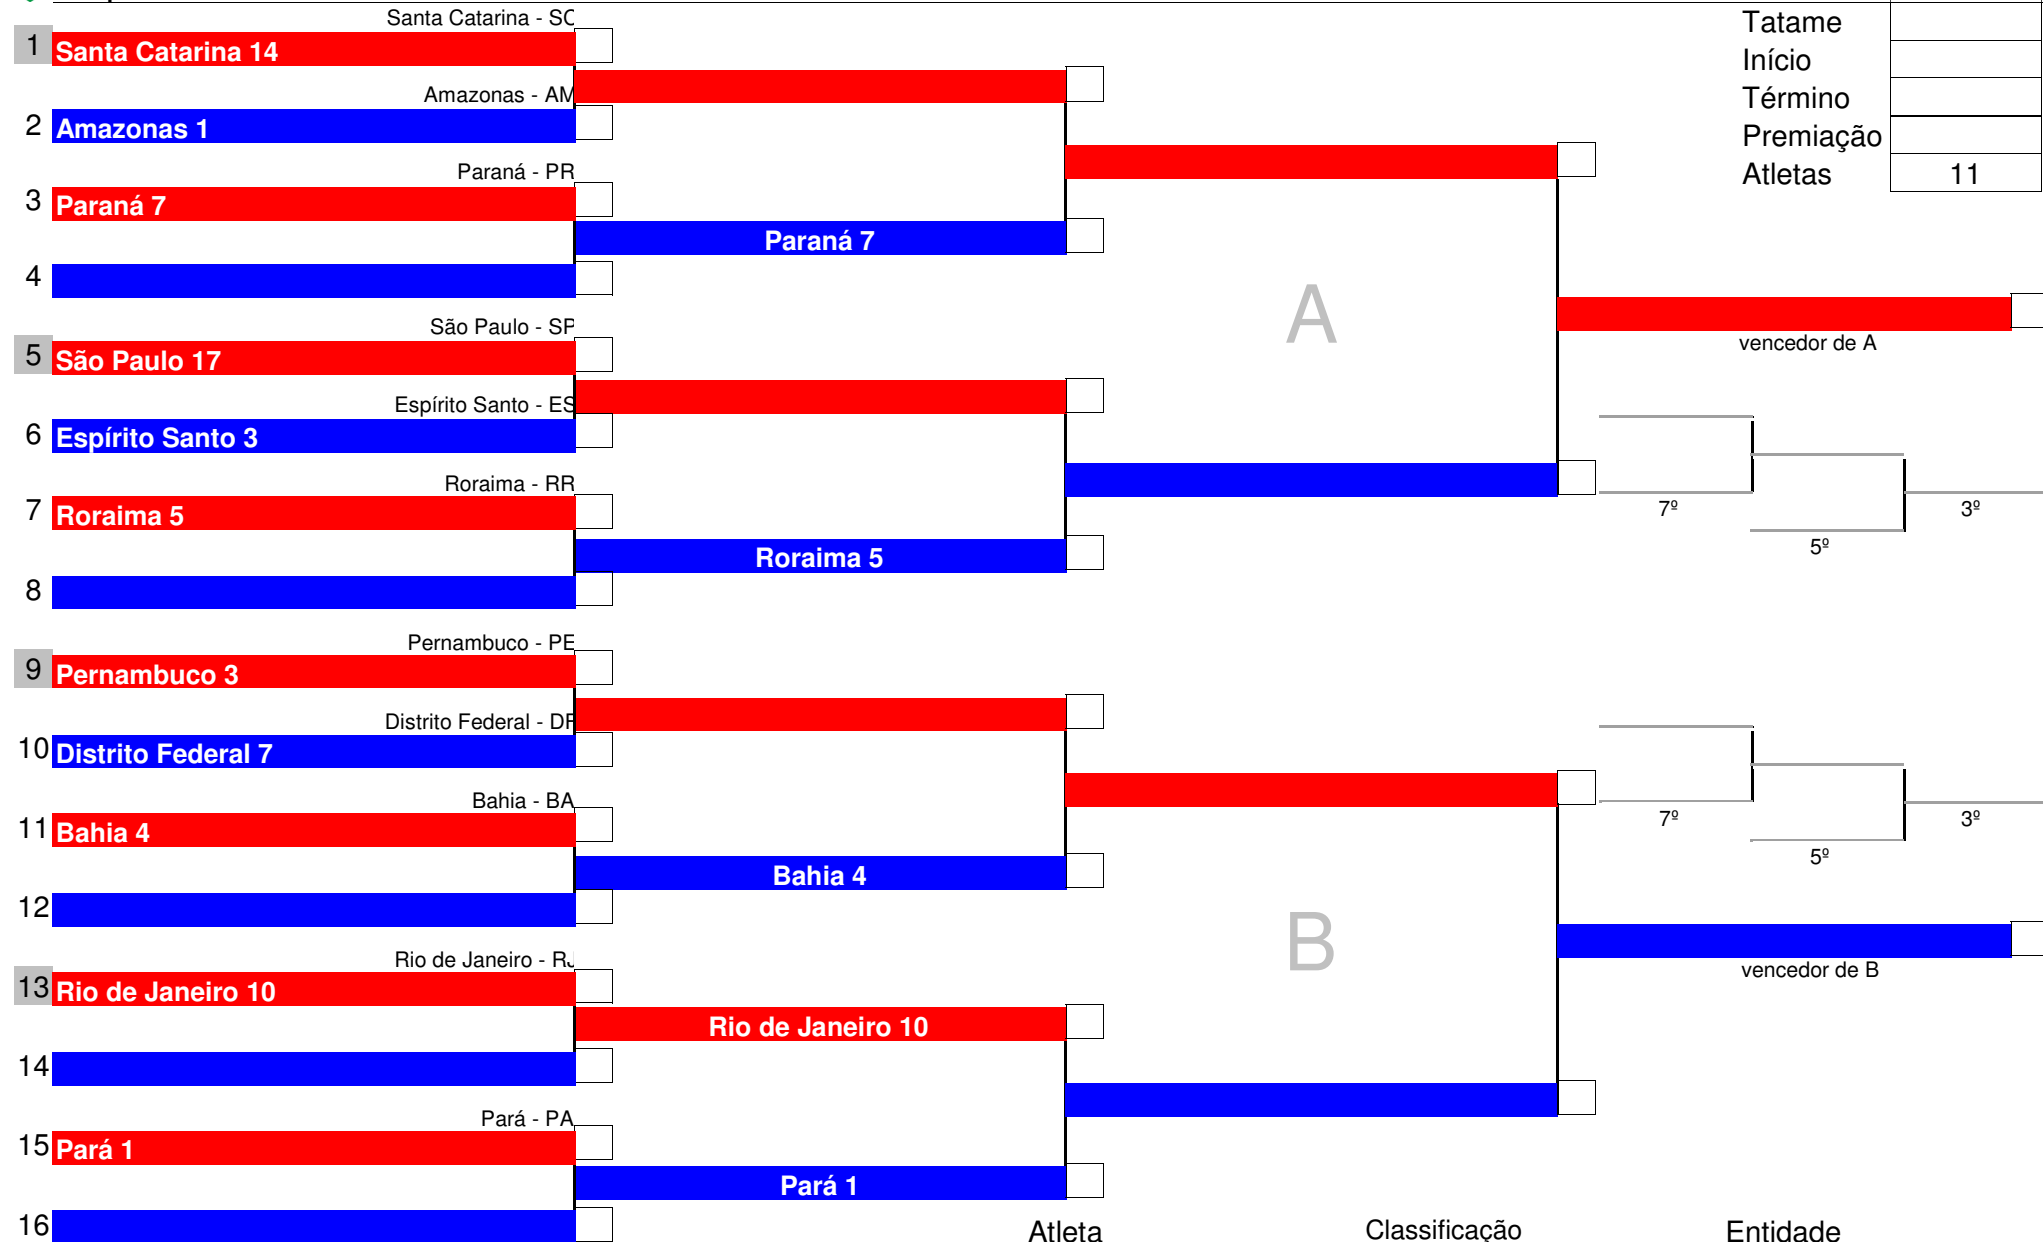 Santa Catarina - SC
1 Santa Catarina 14
Amazonas - AM
2 Amazonas 1
Paraná - PR
3 Paraná 7
Paraná 7
4
São Paulo - SP
5 São Paulo 17
Espírito Santo - ES
6 Espírito Santo 3
Roraima - RR
7 Roraima 5
Roraima 5
8
Pernambuco - PE
9 Pernambuco 3
Distrito Federal - DF
10 Distrito Federal 7
Bahia - BA
11 Bahia 4
Bahia 4
12
Rio de Janeiro - RJ
13 Rio de Janeiro 10
Rio de Janeiro 10
14
Pará - PA
15 Pará 1
Pará 1
16
A
B
Tatame
Início
Término
Premiação
Atletas 11
vencedor de A
7º
3º
5º
7º
3º
5º
vencedor de B
Atleta Classificação Entidade